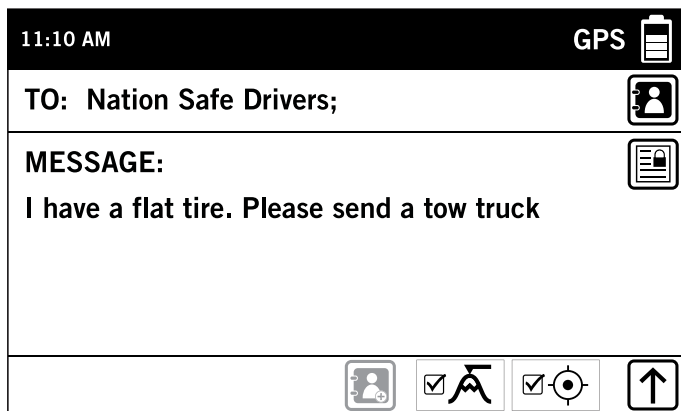 11:10 AM GPS
TO: Nation Safe Drivers;
MESSAGE:
I have a flat tire. Please send a tow truck